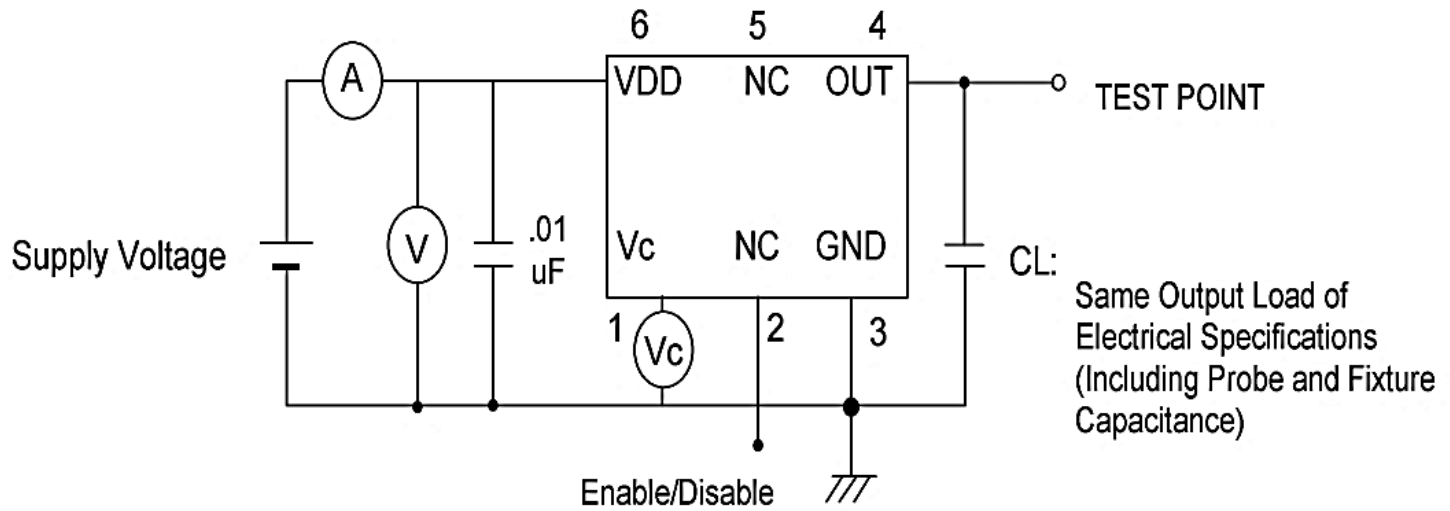 6 5 4
A
VDD NC OUT
TEST POINT
Supply Voltage
V
.01
uF
Vc NC GND
CL:
Same Output Load of
Electrical Specifications
(Including Probe and Fixture
Capacitance)
1 2 3
Vc
Enable/Disable